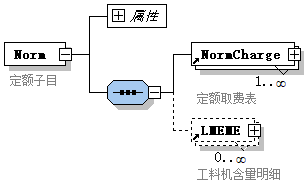 属性
Norm
定额子目
NormCharge
1..∞
定额取费表
LMEME
0..∞
工料机含量明细